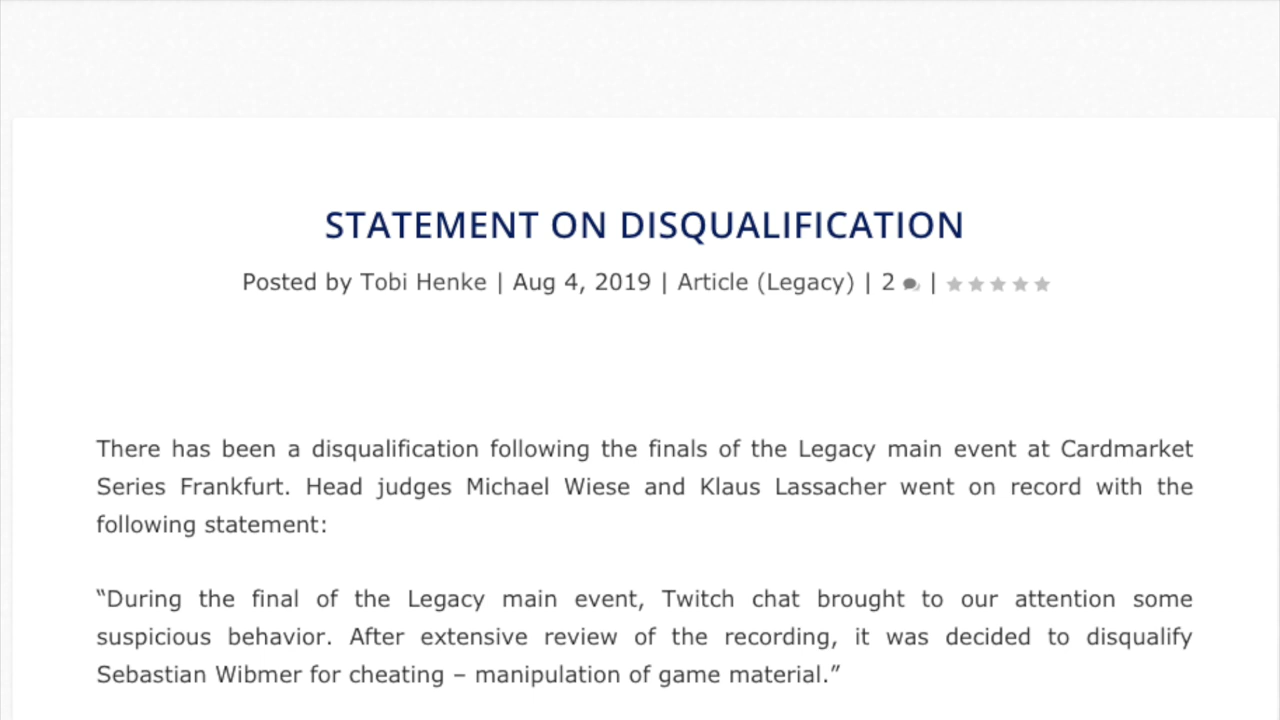 STATEMENT ON DISQUALIFICATION
Posted by Tobi Henke | Aug 4, 2019 | Article (Legacy) | 2 |
There has been a disqualification following the finals of the Legacy main event at Cardmarket
Series Frankfurt. Head judges Michael Wiese and Klaus Lassacher went on record with the
following statement:
“During the final of the Legacy main event, Twitch chat brought to our attention some
suspicious behavior. After extensive review of the recording, it was decided to disqualify
Sebastian Wibmer for cheating – manipulation of game material.”